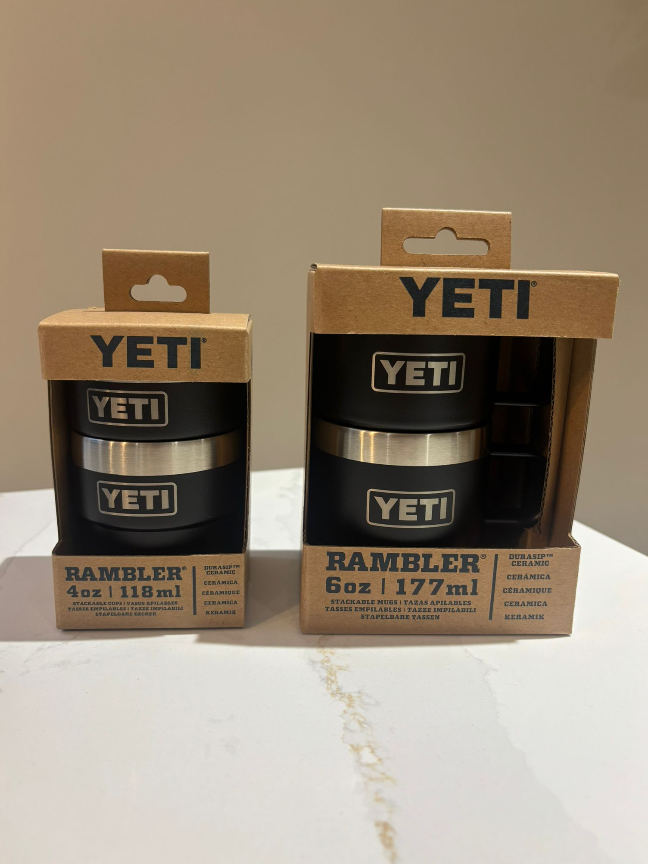 YETI®
YETI
YETI
RAMBLER®
4oz | 118ml
STACKABLE CUPS | VASOS APILABLES
TASSES EMPILABLES | TAZZE IMPILABILI
STAPELBARE BECHER
DURASIP™
CERAMIC
CERÁMICA
CÉRAMIQUE
CERAMICA
KERAMIK
YETI®
YETI
YETI
RAMBLER®
6oz | 177ml
STACKABLE MUGS | TAZAS APILABLES
TASSES EMPILABLES | TAZZE IMPILABILI
STAPELBARE TASSEN
DURASIP™
CERAMIC
CERÁMICA
CÉRAMIQUE
CERAMICA
KERAMIK